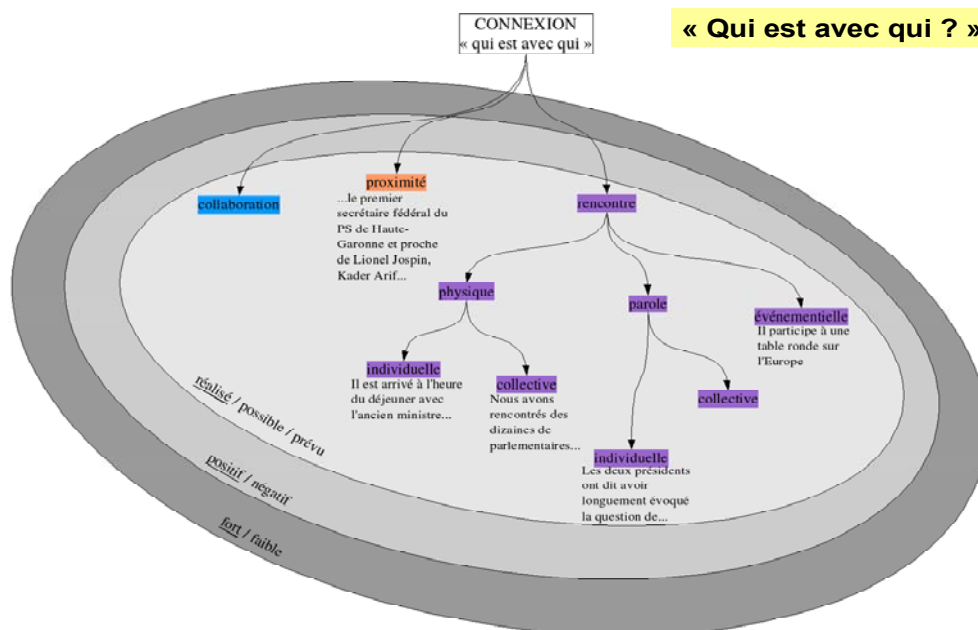 CONNEXION
« qui est avec qui »
« Qui est avec qui ? »
collaboration
proximité
...le premier
secrétaire fédéral du
PS de Haute-
Garonne et proche
de Lionel Jospin,
Kader Arif...
rencontre
physique
parole
événementielle
Il participe à une
table ronde sur
l'Europe
individuelle
Il est arrivé à l'heure
du déjeuner avec
l'ancien ministre...
collective
Nous avons
rencontrés des
dizaines de
parlementaires...
collective
individuelle
Les deux présidents
ont dit avoir
longuement évoqué
la question de...
réalisé / possible / prévu
positif / négatif
fort / faible